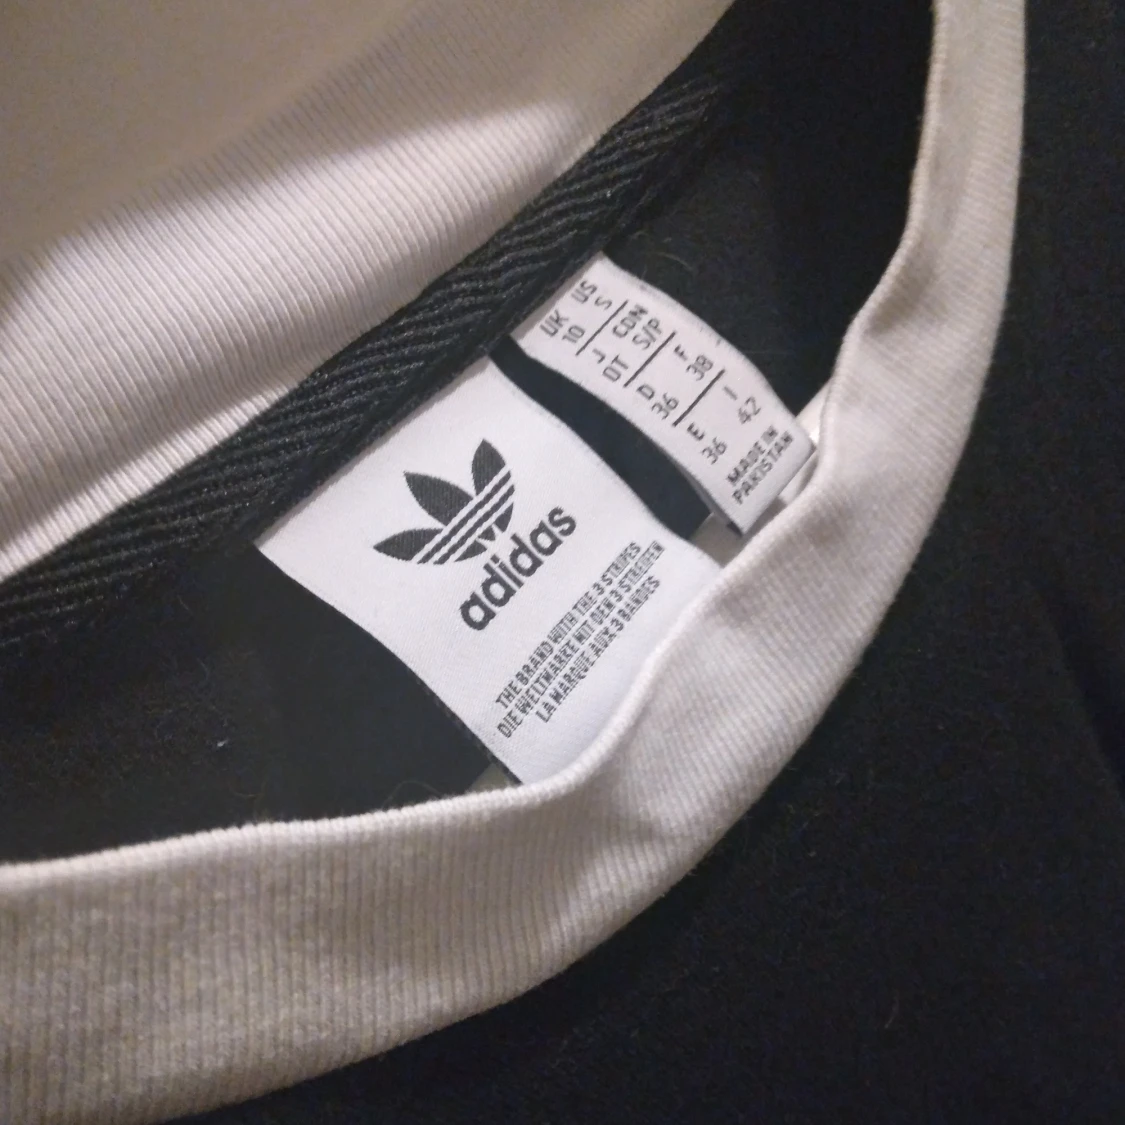 adidas
THE BRAND WITH THE 3 STRIPES
DIE WELTMARKE MIT DEN 3 STREIFEN
LA MARQUE AUX 3 BANDES
UK US
10 S
J CDN
OT S/P
D F
36 38
E I
36 42
MADE IN
PAKISTAN